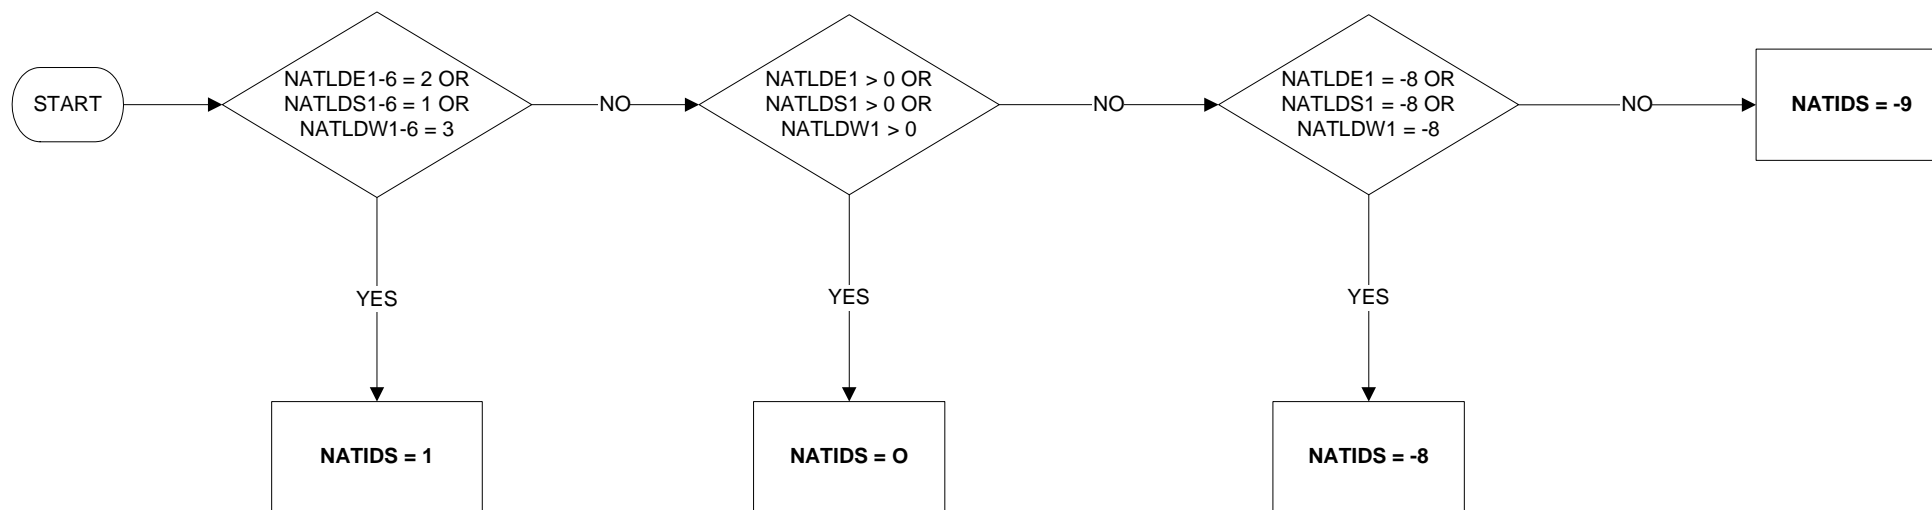 START
NATLDE1-6 = 2 OR
NATLDS1-6 = 1 OR
NATLDW1-6 = 3
NO
NATLDE1 > 0 OR
NATLDS1 > 0 OR
NATLDW1 > 0
NO
NATLDE1 = -8 OR
NATLDS1 = -8 OR
NATLDW1 = -8
NO
NATIDS = -9
YES
YES
YES
NATIDS = 1
NATIDS = O
NATIDS = -8